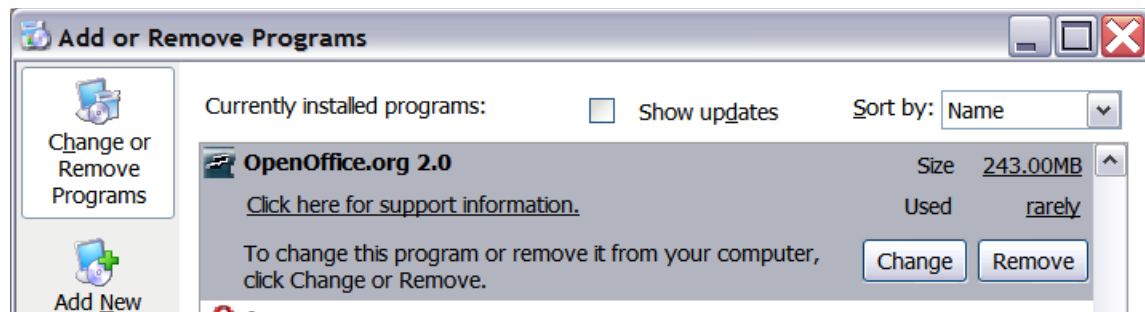 Add or Remove Programs
Change or
Remove
Programs
Add New
Currently installed programs:
Show updates
Sort by: Name
OpenOffice.org 2.0
Size 243.00MB
Click here for support information.
Used rarely
To change this program or remove it from your computer,
click Change or Remove.
Change Remove